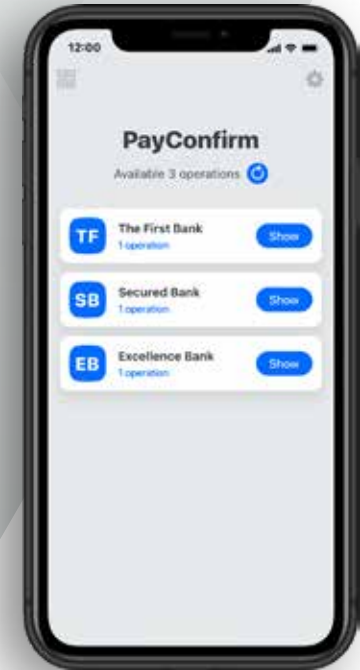 12:00
PayConfirm
Available 3 operations
TF
The First Bank
1 operation
Show
SB
Secured Bank
1 operation
Show
EB
Excellence Bank
1 operation
Show